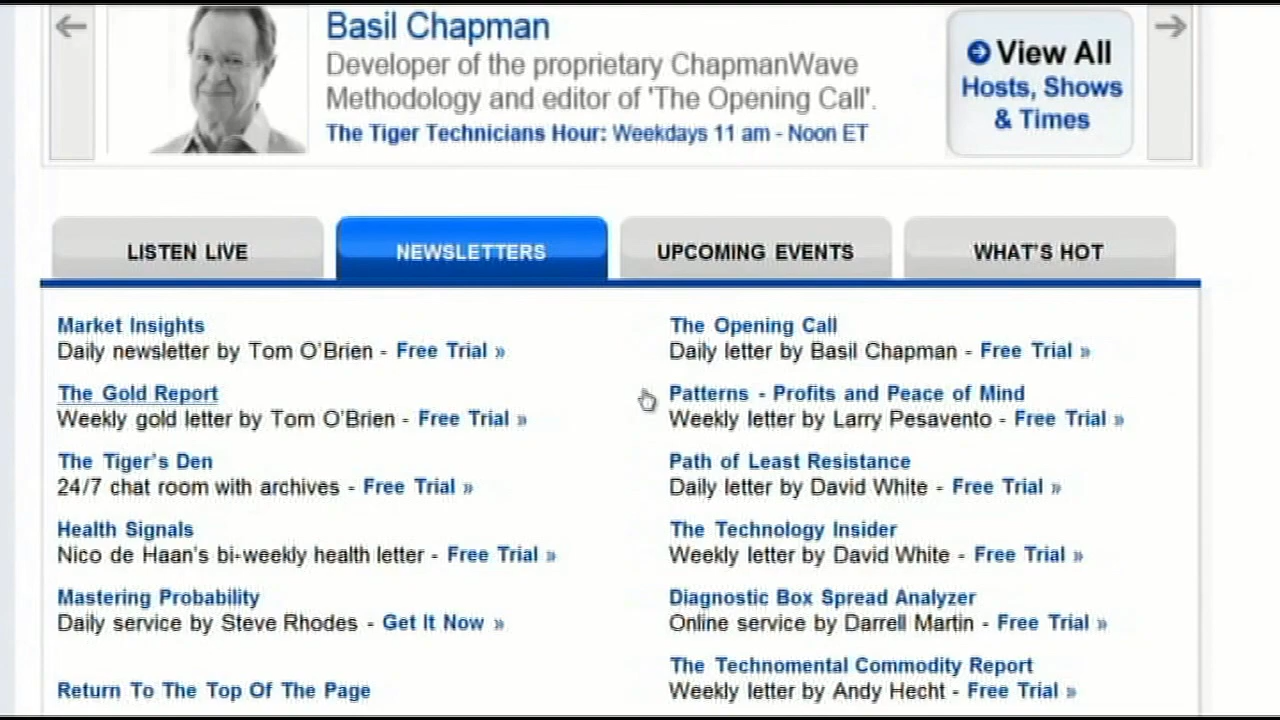 Basil Chapman
Developer of the proprietary ChapmanWave
Methodology and editor of 'The Opening Call'.
The Tiger Technicians Hour: Weekdays 11 am - Noon ET
View All
Hosts, Shows
& Times
LISTEN LIVE
NEWSLETTERS
UPCOMING EVENTS
WHAT'S HOT
Market Insights
Daily newsletter by Tom O'Brien - Free Trial »
The Gold Report
Weekly gold letter by Tom O'Brien - Free Trial »
The Tiger's Den
24/7 chat room with archives - Free Trial »
Health Signals
Nico de Haan's bi-weekly health letter - Free Trial »
Mastering Probability
Daily service by Steve Rhodes - Get It Now »
Return To The Top Of The Page
The Opening Call
Daily letter by Basil Chapman - Free Trial »
Patterns - Profits and Peace of Mind
Weekly letter by Larry Pesavento - Free Trial »
Path of Least Resistance
Daily letter by David White - Free Trial »
The Technology Insider
Weekly letter by David White - Free Trial »
Diagnostic Box Spread Analyzer
Online service by Darrell Martin - Free Trial »
The Technomental Commodity Report
Weekly letter by Andy Hecht - Free Trial »